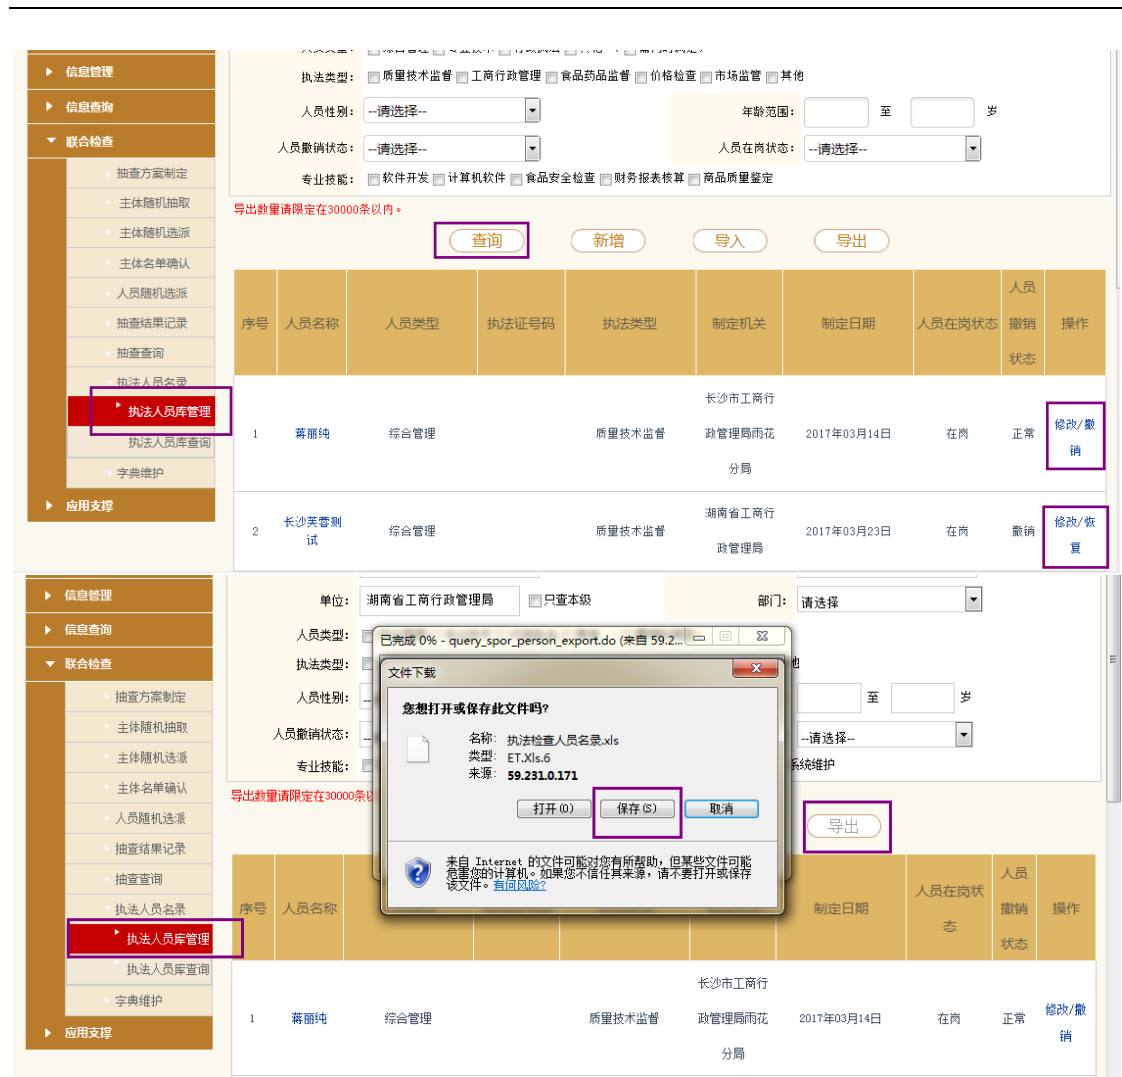 信息管理
执法类型: 质量技术监督 工商行政管理 食品药品监督 价格检查 市场监管 其他
信息查询
人员性别: --请选择-- 年龄范围: 至 岁
联合检查
人员撤销状态: --请选择-- 人员在岗状态: --请选择--
抽查方案制定
专业技能: 软件开发 计算机软件 食品安全检查 财务报表核算 商品质量鉴定
主体随机抽取
导出数量请限定在30000条以内。
主体随机选派
查询 新增 导入 导出
主体名单确认
人员随机选派
抽查结果记录
序号 人员名称 人员类型 执法证号码 执法类型 制定机关 制定日期 人员在岗状态 人员撤销状态 操作
抽查查询
执法人员名录
执法人员库管理
执法人员库查询
1 蒋丽纯 综合管理 质量技术监督 长沙市工商行政管理局雨花分局 2017年03月14日 在岗 正常 修改/撤销
字典维护
应用支撑
2 长沙芙蓉测试 综合管理 质量技术监督 湖南省工商行政管理局 2017年03月23日 在岗 撤销 修改/恢复
信息管理
单位: 湖南省工商行政管理局 只查本级 部门: 请选择
信息查询
人员类型:
已完成 0% - query_spor_person_export.do (来自 59.2...
联合检查
执法类型:
文件下载
抽查方案制定
人员性别: 至 岁
您想打开或保存此文件吗?
主体随机抽取
人员撤销状态: --请选择--
名称: 执法检查人员名录.xls
类型: ET.Xls.6
来源: 59.231.0.171
主体随机选派
专业技能: 系统维护
主体名单确认
导出数量请限定在30000条以
打开(O) 保存(S) 取消
人员随机选派
导出
抽查结果记录
来自 Internet 的文件可能对您有所帮助，但某些文件可能
危害您的计算机。如果您不信任其来源，请不要打开或保存
该文件。有何风险?
抽查查询
执法人员名录
序号 人员名称 制定日期 人员在岗状态 人员撤销状态 操作
执法人员库管理
执法人员库查询
字典维护
1 蒋丽纯 综合管理 质量技术监督 长沙市工商行政管理局雨花分局 2017年03月14日 在岗 正常 修改/撤销
应用支撑